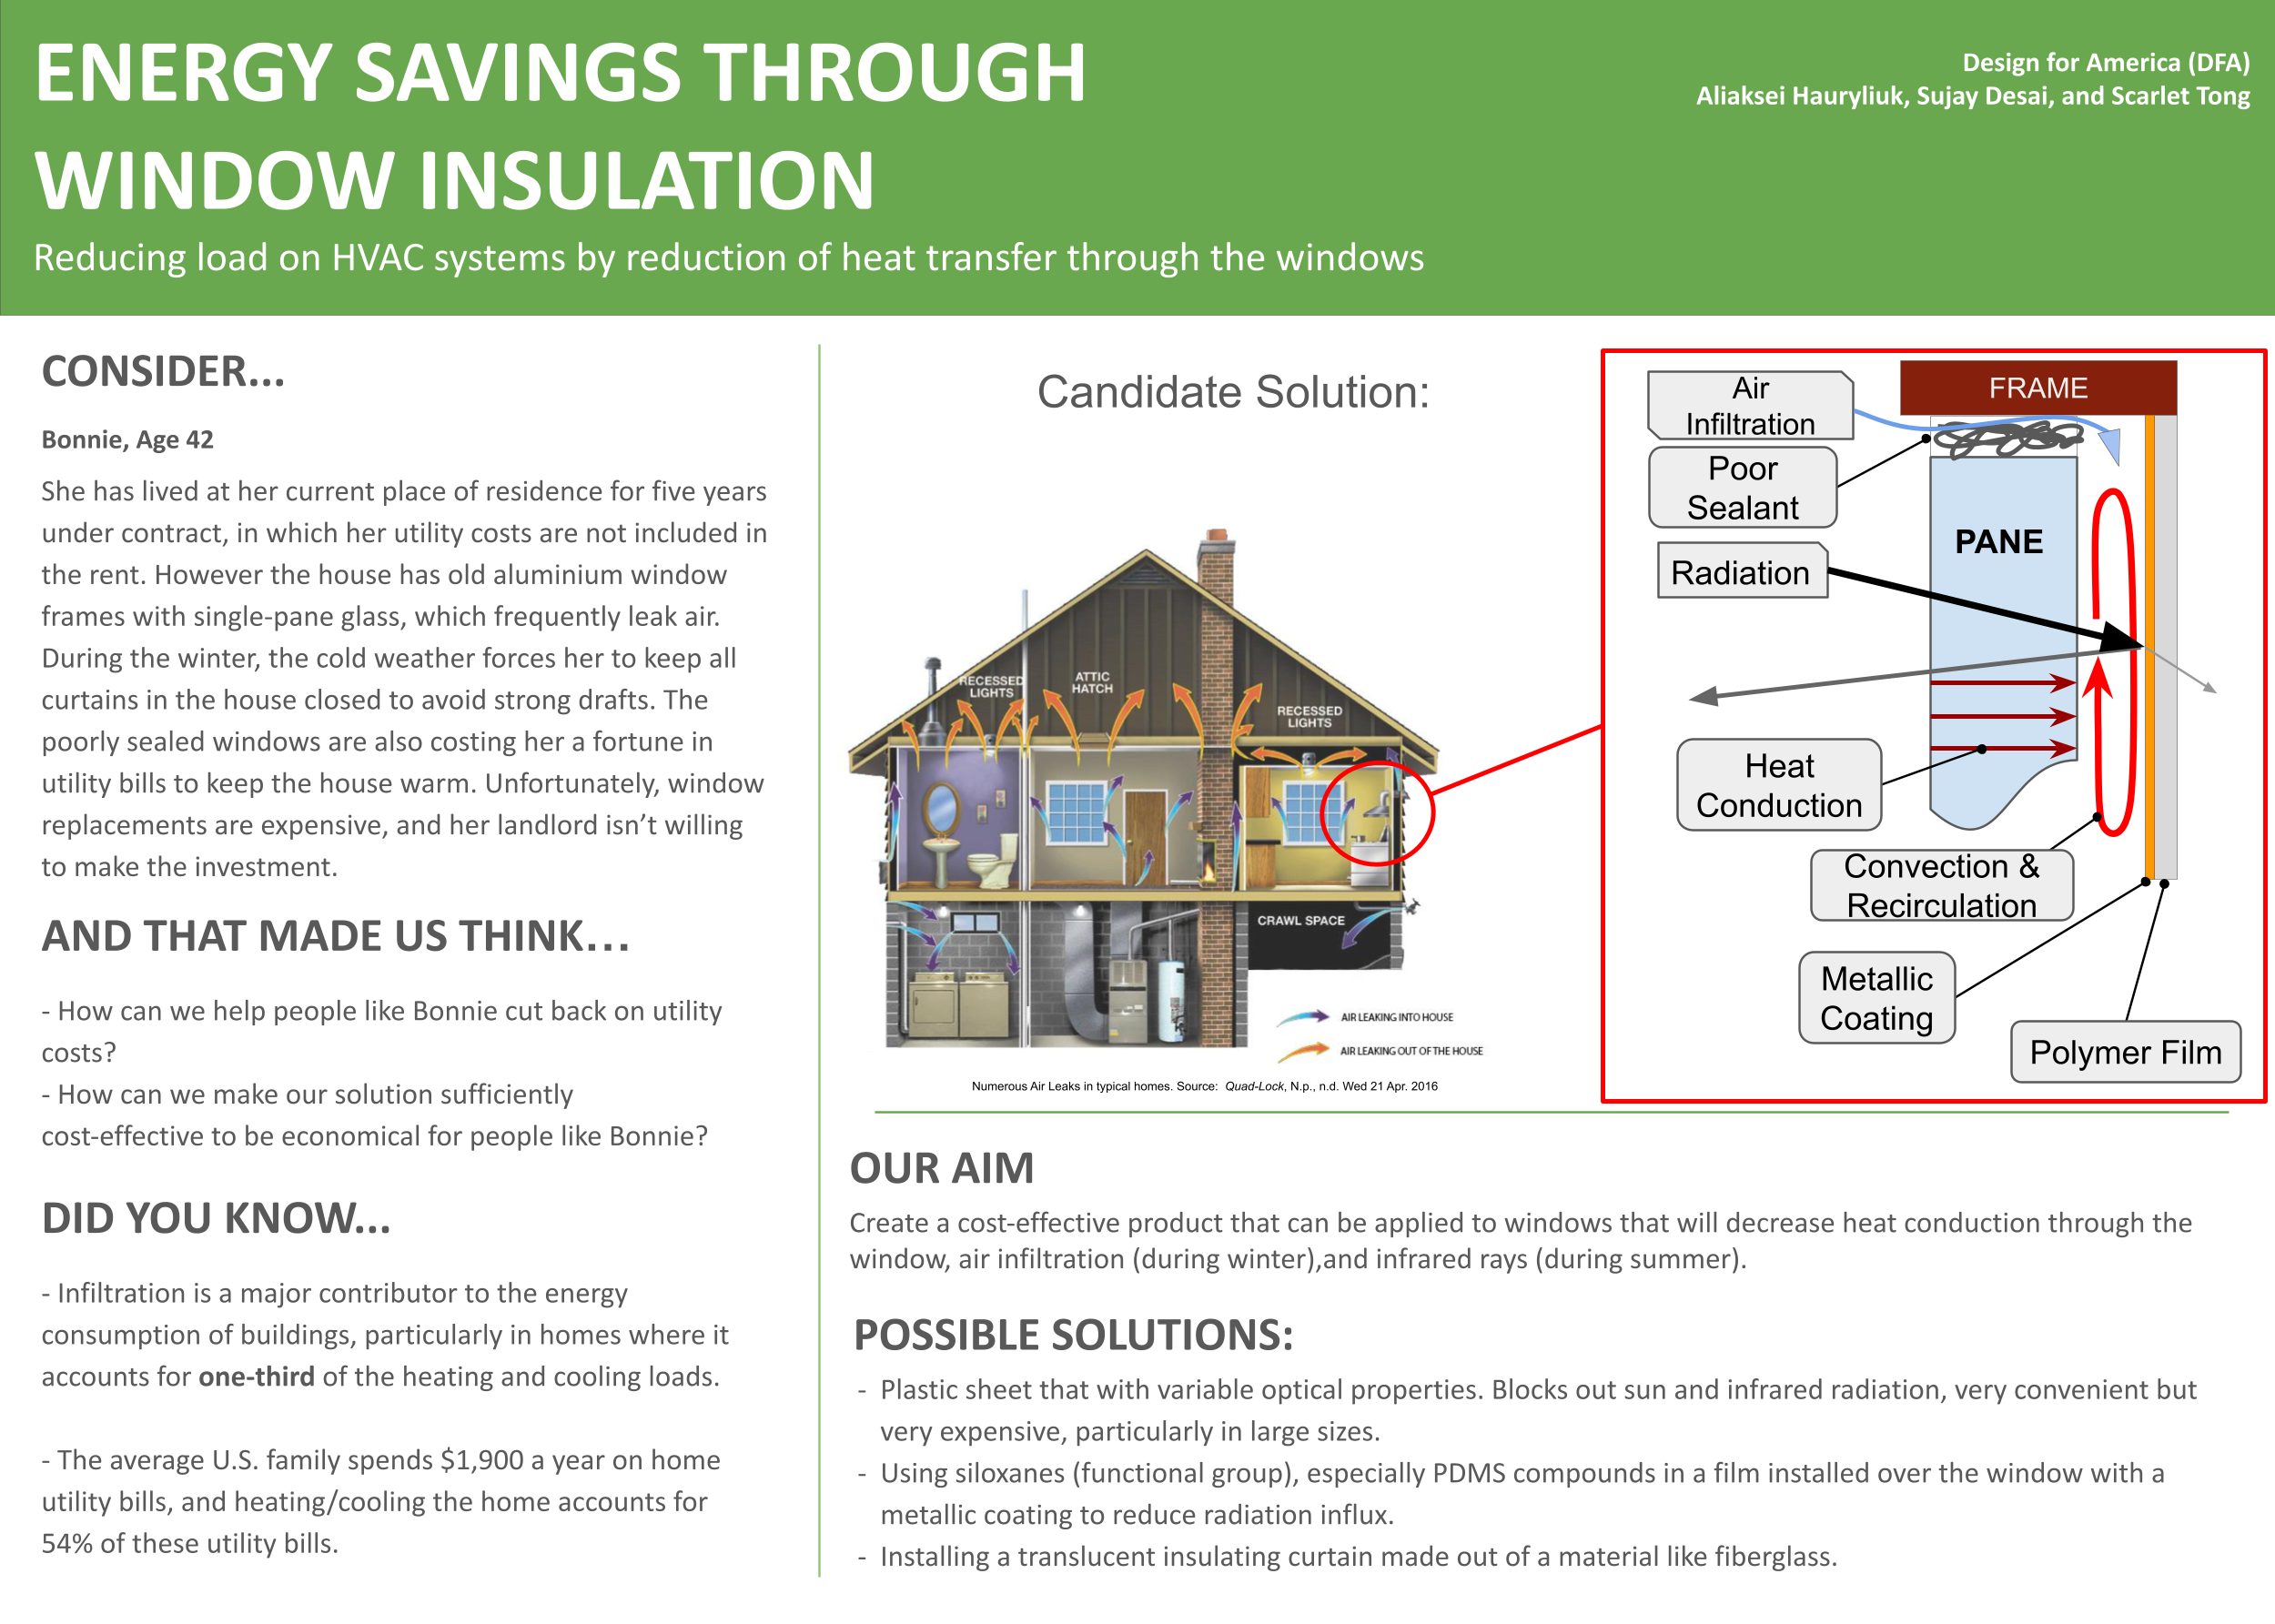 ENERGY SAVINGS THROUGH
WINDOW INSULATION
Reducing load on HVAC systems by reduction of heat transfer through the windows
Design for America (DFA)
Aliaksei Hauryliuk, Sujay Desai, and Scarlet Tong
CONSIDER...
Bonnie, Age 42
She has lived at her current place of residence for five years
under contract, in which her utility costs are not included in
the rent. However the house has old aluminium window
frames with single-pane glass, which frequently leak air.
During the winter, the cold weather forces her to keep all
curtains in the house closed to avoid strong drafts. The
poorly sealed windows are also costing her a fortune in
utility bills to keep the house warm. Unfortunately, window
replacements are expensive, and her landlord isn’t willing
to make the investment.
AND THAT MADE US THINK…
- How can we help people like Bonnie cut back on utility
costs?
- How can we make our solution sufficiently
cost-effective to be economical for people like Bonnie?
DID YOU KNOW...
- Infiltration is a major contributor to the energy
consumption of buildings, particularly in homes where it
accounts for one-third of the heating and cooling loads.
- The average U.S. family spends $1,900 a year on home
utility bills, and heating/cooling the home accounts for
54% of these utility bills.
Candidate Solution:
RECESSED
LIGHTS
ATTIC
HATCH
RECESSED
LIGHTS
CRAWL SPACE
AIR LEAKING INTO HOUSE
AIR LEAKING OUT OF THE HOUSE
Numerous Air Leaks in typical homes. Source: Quad-Lock, N.p., n.d. Wed 21 Apr. 2016
FRAME
Air
Infiltration
Poor
Sealant
PANE
Radiation
Heat
Conduction
Convection &
Recirculation
Metallic
Coating
Polymer Film
OUR AIM
Create a cost-effective product that can be applied to windows that will decrease heat conduction through the
window, air infiltration (during winter),and infrared rays (during summer).
POSSIBLE SOLUTIONS:
- Plastic sheet that with variable optical properties. Blocks out sun and infrared radiation, very convenient but
very expensive, particularly in large sizes.
- Using siloxanes (functional group), especially PDMS compounds in a film installed over the window with a
metallic coating to reduce radiation influx.
- Installing a translucent insulating curtain made out of a material like fiberglass.